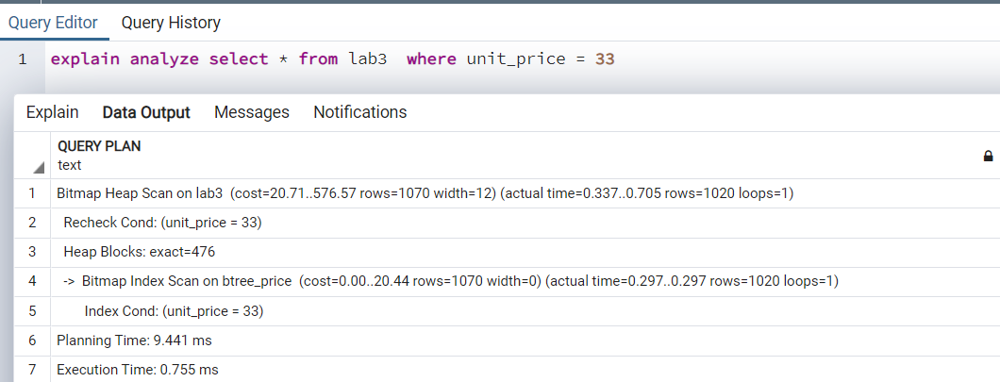 Query Editor Query History
1 explain analyze select * from lab3 where unit_price = 33
Explain Data Output Messages Notifications
QUERY PLAN
text
1 Bitmap Heap Scan on lab3 (cost=20.71..576.57 rows=1070 width=12) (actual time=0.337..0.705 rows=1020 loops=1)
2 Recheck Cond: (unit_price = 33)
3 Heap Blocks: exact=476
4 -> Bitmap Index Scan on btree_price (cost=0.00..20.44 rows=1070 width=0) (actual time=0.297..0.297 rows=1020 loops=1)
5 Index Cond: (unit_price = 33)
6 Planning Time: 9.441 ms
7 Execution Time: 0.755 ms